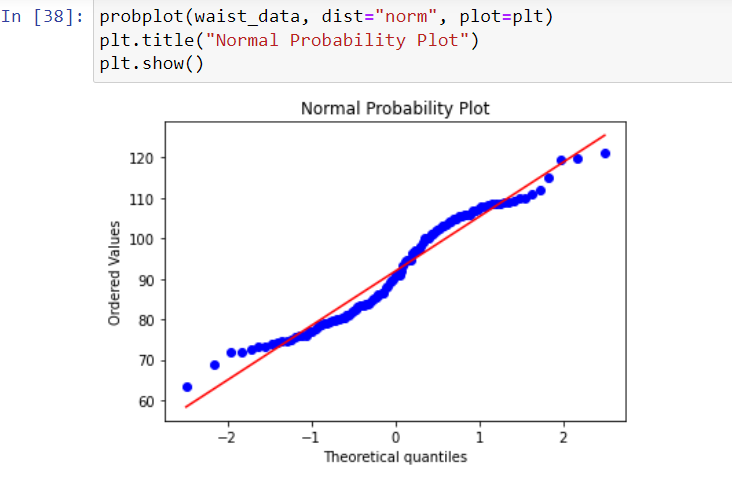 In [38]: probplot(waist_data, dist="norm", plot=plt)
plt.title("Normal Probability Plot")
plt.show()
Normal Probability Plot
120
110
100
90
80
70
60
Ordered Values
−2 −1 0 1 2
Theoretical quantiles